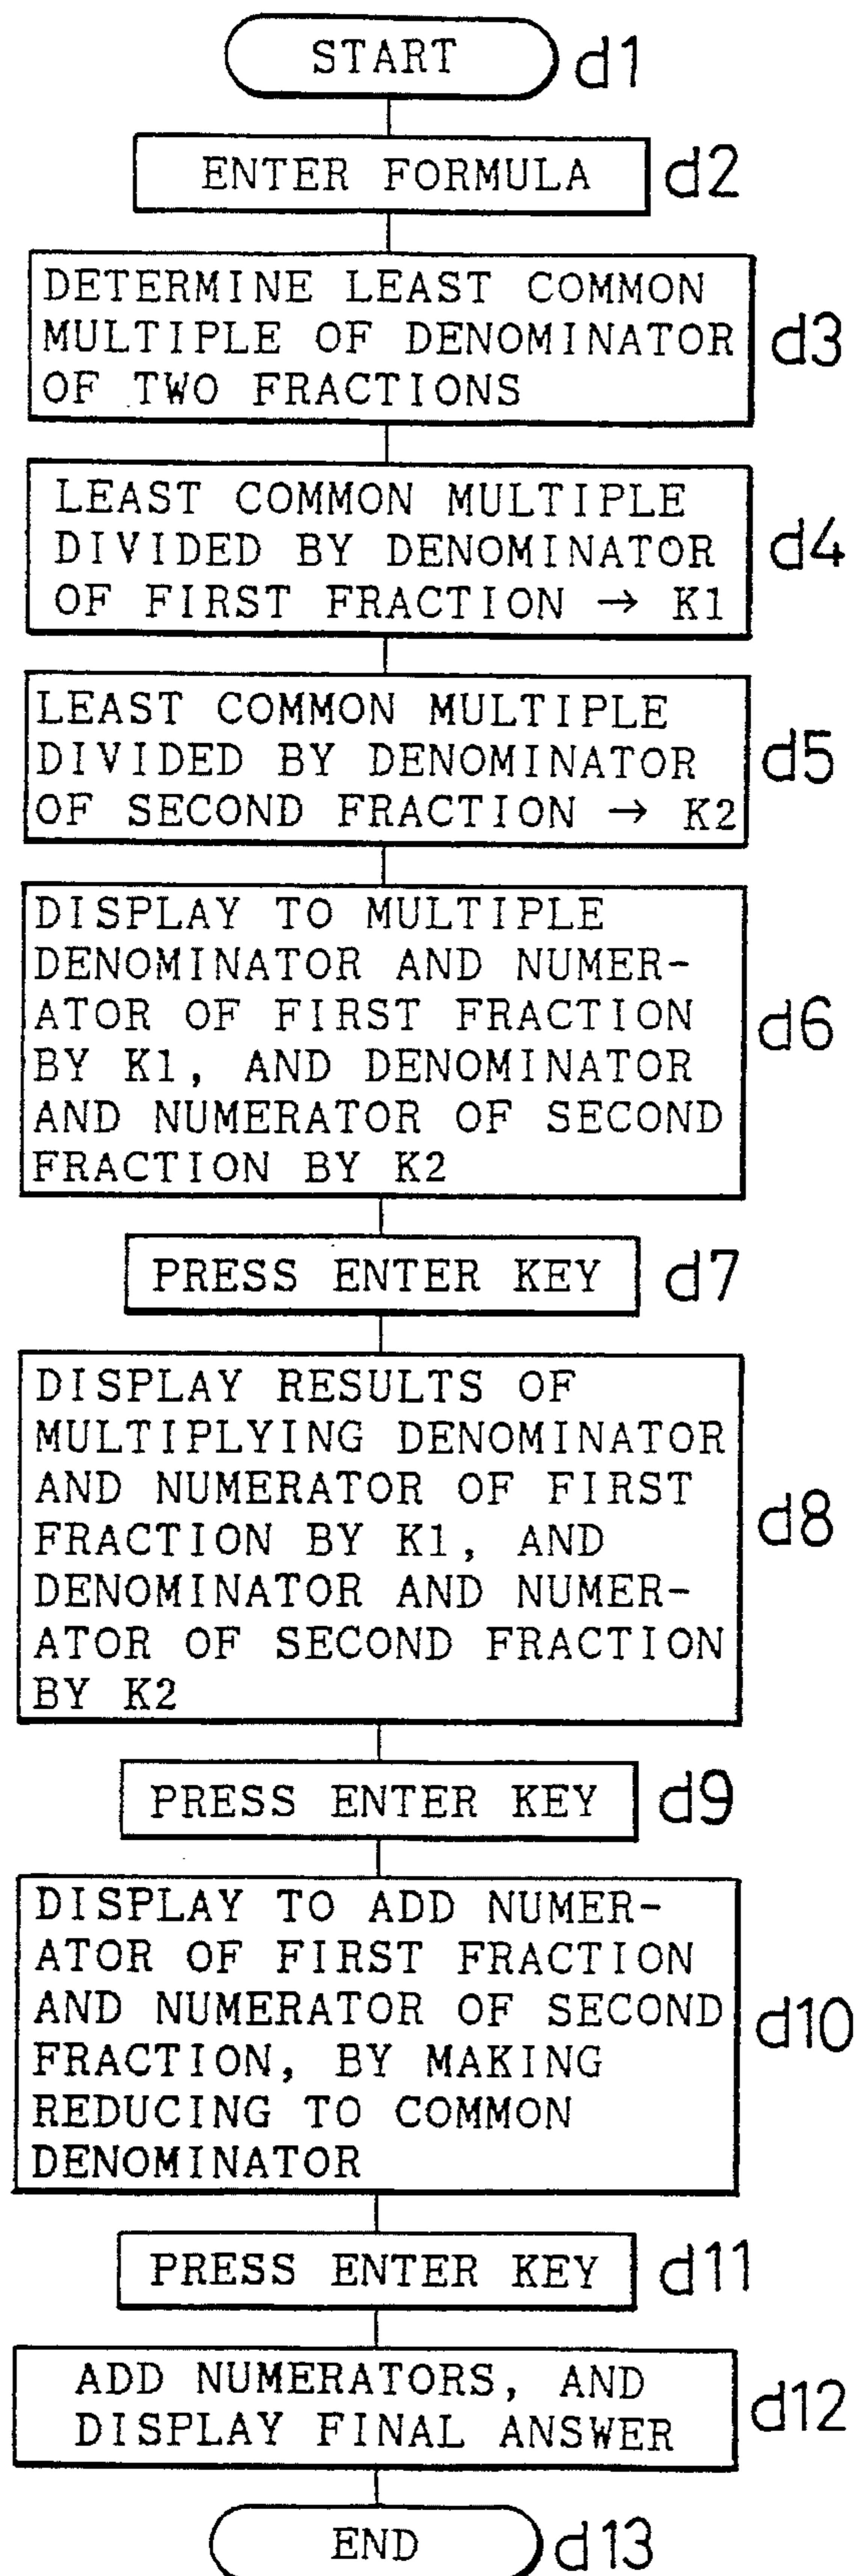 START d1
ENTER FORMULA d2
DETERMINE LEAST COMMON
MULTIPLE OF DENOMINATOR
OF TWO FRACTIONS
d3
LEAST COMMON MULTIPLE
DIVIDED BY DENOMINATOR
OF FIRST FRACTION → K1
d4
LEAST COMMON MULTIPLE
DIVIDED BY DENOMINATOR
OF SECOND FRACTION → K2
d5
DISPLAY TO MULTIPLE
DENOMINATOR AND NUMER-
ATOR OF FIRST FRACTION
BY K1, AND DENOMINATOR
AND NUMERATOR OF SECOND
FRACTION BY K2
d6
PRESS ENTER KEY d7
DISPLAY RESULTS OF
MULTIPLYING DENOMINATOR
AND NUMERATOR OF FIRST
FRACTION BY K1, AND
DENOMINATOR AND NUMER-
ATOR OF SECOND FRACTION
BY K2
d8
PRESS ENTER KEY d9
DISPLAY TO ADD NUMER-
ATOR OF FIRST FRACTION
AND NUMERATOR OF SECOND
FRACTION, BY MAKING
REDUCING TO COMMON
DENOMINATOR
d10
PRESS ENTER KEY d11
ADD NUMERATORS, AND
DISPLAY FINAL ANSWER
d12
END d13